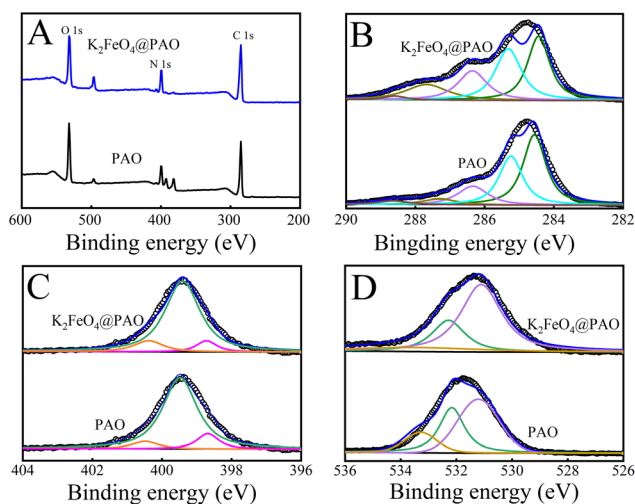 A
O 1s
K₂FeO₄@PAO
C 1s
N 1s
PAO
600 500 400 300 200
Binding energy (eV)
B
K₂FeO₄@PAO
PAO
290 288 286 284 282
Bingding energy (eV)
C
K₂FeO₄@PAO
PAO
404 402 400 398 396
Binding energy (eV)
D
K₂FeO₄@PAO
PAO
536 534 532 530 528 526
Binding energy (eV)